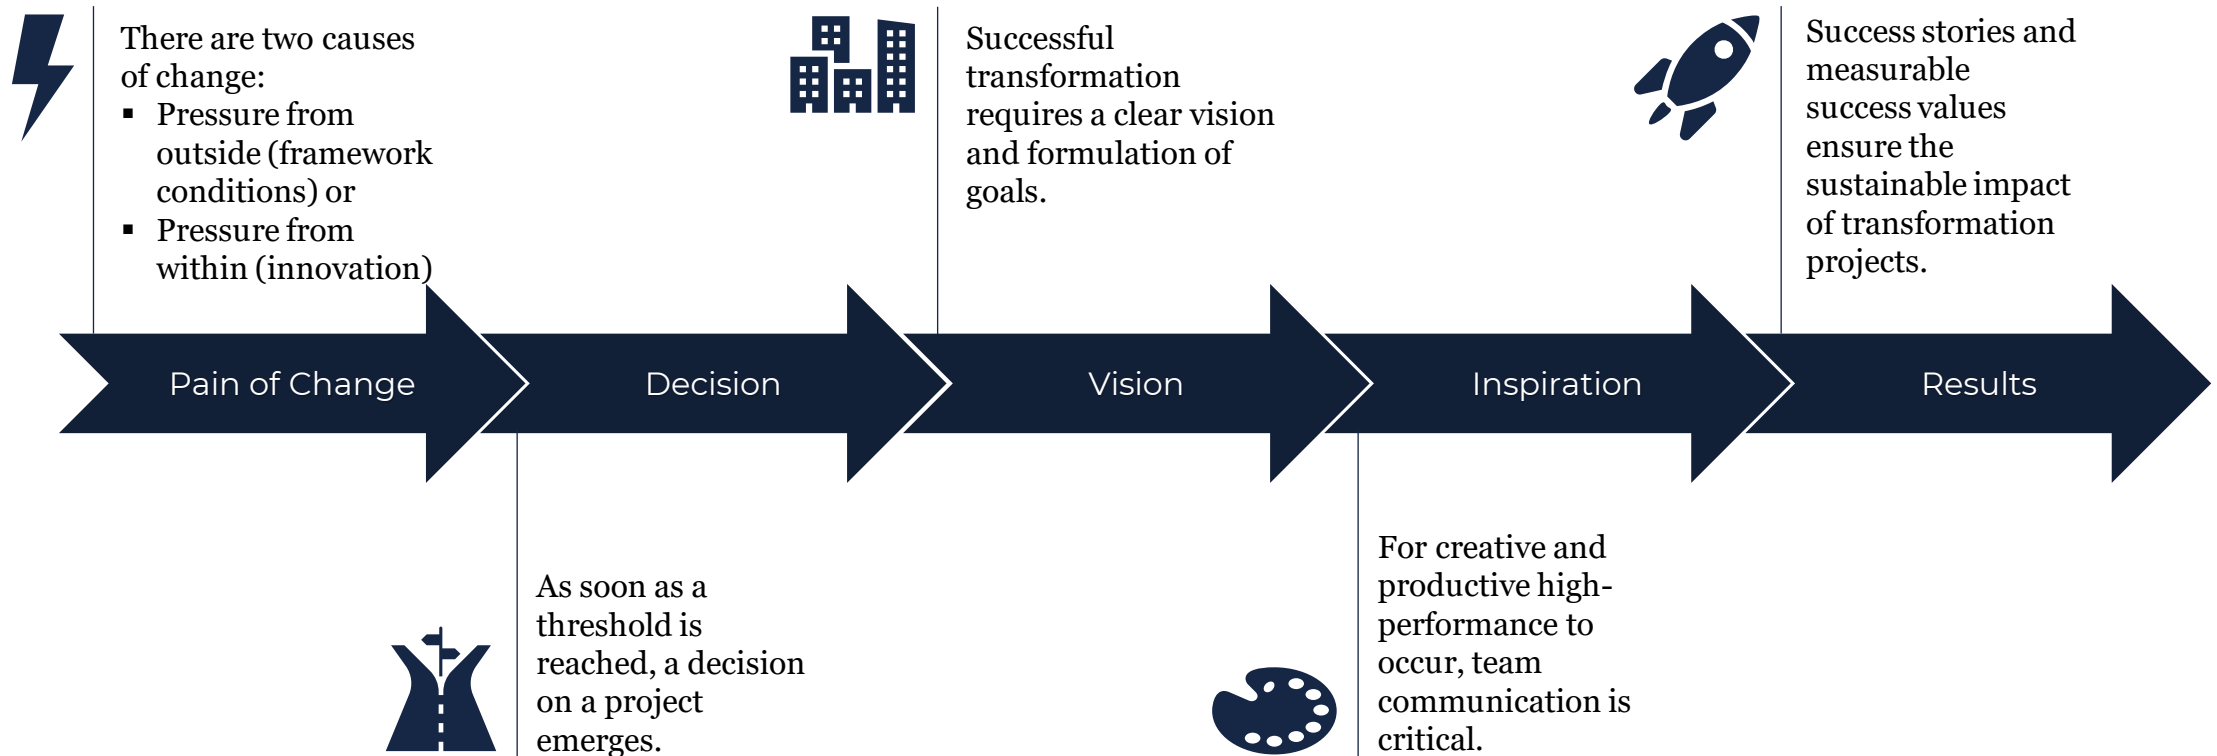 There are two causes
of change:
▪ Pressure from
outside (framework
conditions) or
▪ Pressure from
within (innovation)
Successful
transformation
requires a clear vision
and formulation of
goals.
Success stories and
measurable
success values
ensure the
sustainable impact
of transformation
projects.
Pain of Change
Decision
Vision
Inspiration
Results
As soon as a
threshold is
reached, a decision
on a project
emerges.
For creative and
productive high-
performance to
occur, team
communication is
critical.